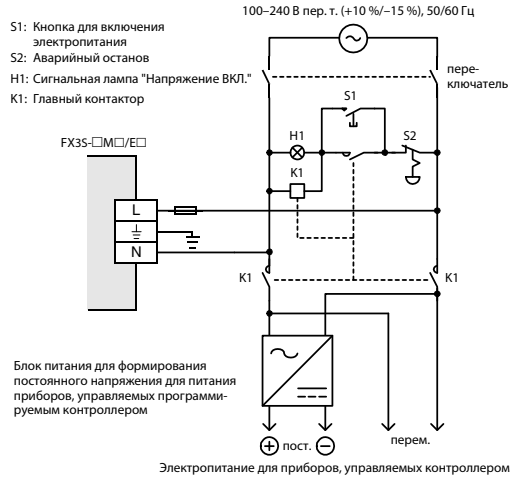 100–240 В пер. т. (+10 %/–15 %), 50/60 Гц
S1: Кнопка для включения
электропитания
S2: Аварийный останов
H1: Сигнальная лампа "Напряжение ВКЛ."
K1: Главный контактор
пере-
ключатель
S1
H1
S2
K1
FX3S-□M□/E□
L
N
K1
K1
Блок питания для формирования
постоянного напряжения для питания
приборов, управляемых программи-
руемым контроллером
+ пост. –
перем.
Электропитание для приборов, управляемых контроллером